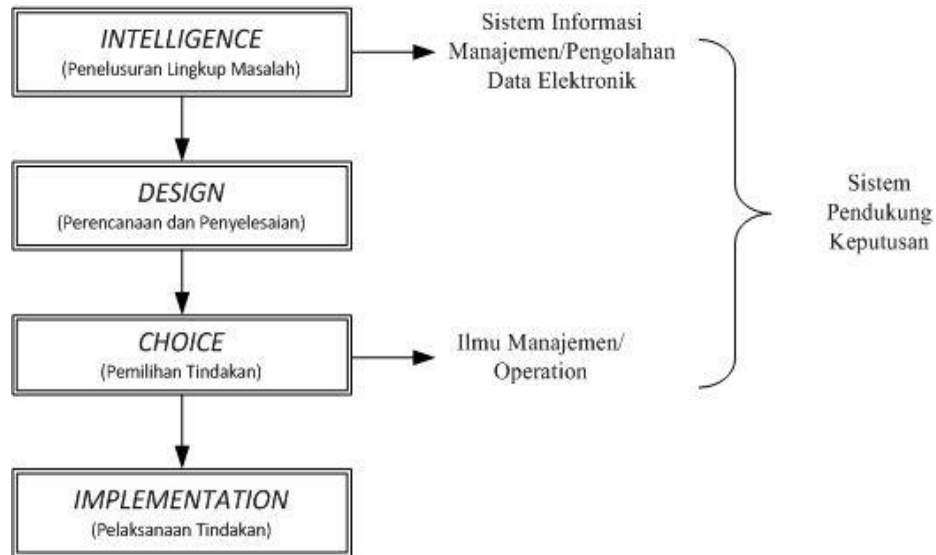 INTELLIGENCE
(Penelusuran Lingkup Masalah)
Sistem Informasi
Manajemen/Pengolahan
Data Elektronik
DESIGN
(Perencanaan dan Penyelesaian)
Sistem
Pendukung
Keputusan
CHOICE
(Pemilihan Tindakan)
Ilmu Manajemen/
Operation
IMPLEMENTATION
(Pelaksanaan Tindakan)